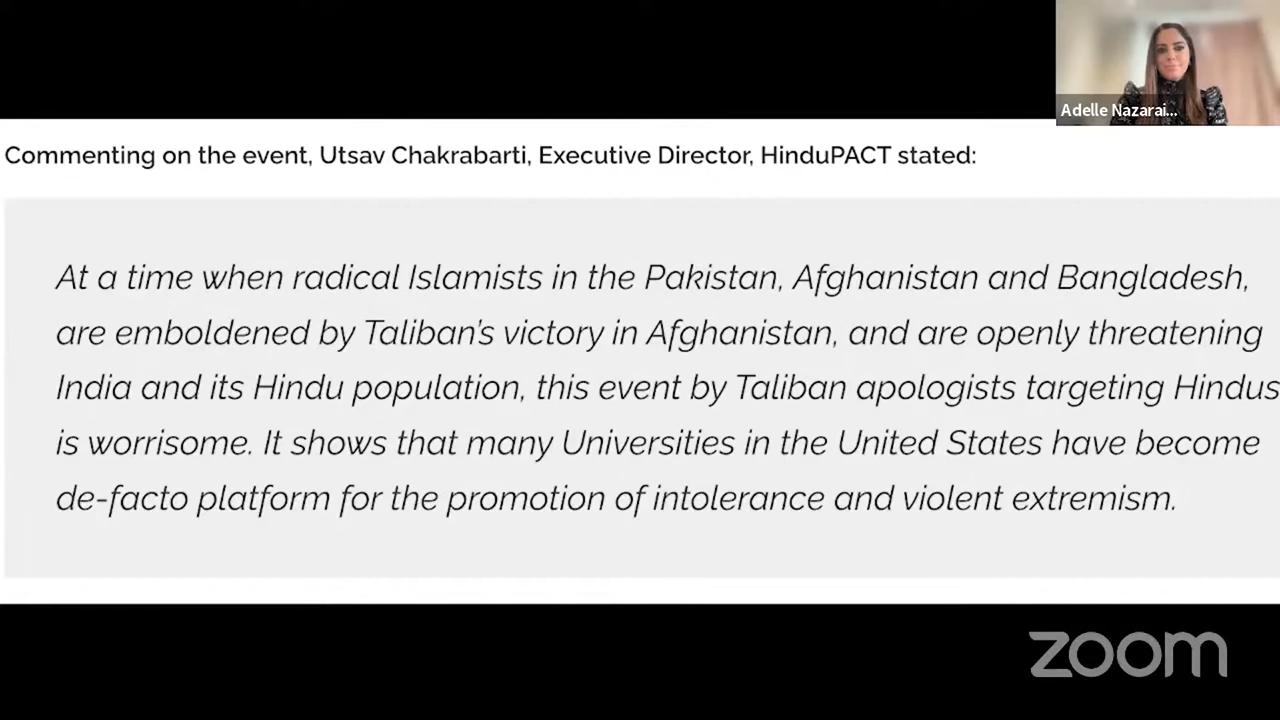 Adelle Nazarai...
Commenting on the event, Utsav Chakrabarti, Executive Director, HinduPACT stated:
At a time when radical Islamists in the Pakistan, Afghanistan and Bangladesh,
are emboldened by Taliban's victory in Afghanistan, and are openly threatening
India and its Hindu population, this event by Taliban apologists targeting Hindus
is worrisome. It shows that many Universities in the United States have become
de-facto platform for the promotion of intolerance and violent extremism.
zoom